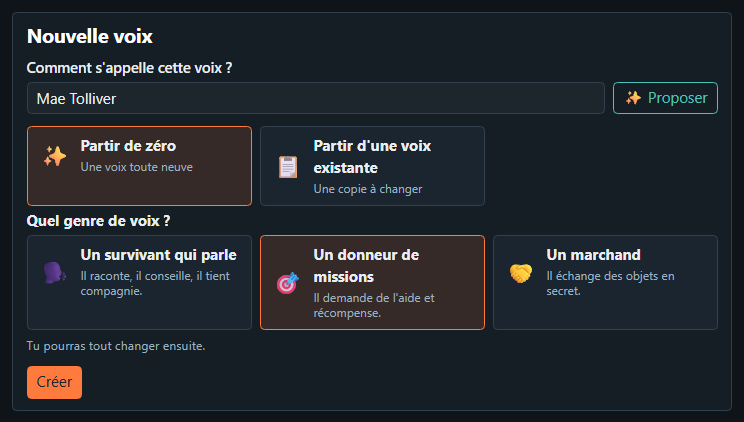 Nouvelle voix
Comment s'appelle cette voix ?
Mae Tolliver
Proposer
Partir de zéro
Une voix toute neuve
Partir d'une voix
existante
Une copie à changer
Quel genre de voix ?
Un survivant qui parle
Il raconte, il conseille, il tient
compagnie.
Un donneur de
missions
Il demande de l'aide et
récompense.
Un marchand
Il échange des objets en
secret.
Tu pourras tout changer ensuite.
Créer